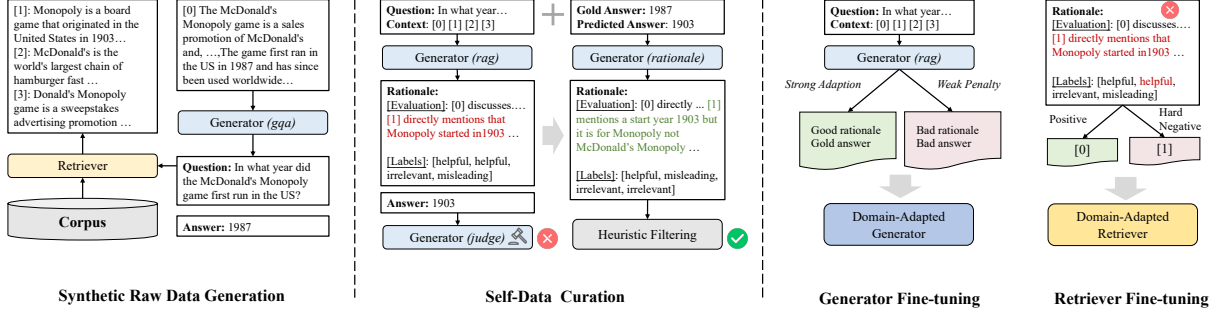 [1]: Monopoly is a board
game that originated in the
United States in 1903…
[2]: McDonald's is the
world's largest chain of
hamburger fast …
[3]: Donald's Monopoly
game is a sweepstakes
advertising promotion …
Retriever
Corpus
[0] The McDonald's
Monopoly game is a sales
promotion of McDonald's
and, …,The game first ran in
the US in 1987 and has since
been used worldwide…
Generator (gqa)
Question: In what year did
the McDonald's Monopoly
game first run in the US?
Answer: 1987
Synthetic Raw Data Generation
Question: In what year…
Context: [0] [1] [2] [3]
Generator (rag)
Rationale:
[Evaluation]: [0] discusses.…
[1] directly mentions that
Monopoly started in1903 …
[Labels]: [helpful, helpful,
irrelevant, misleading]
Answer: 1903
Generator (judge)
Gold Answer: 1987
Predicted Answer: 1903
Generator (rationale)
Rationale:
[Evaluation]: [0] directly ... [1]
mentions a start year 1903 but
it is for Monopoly not
McDonald's Monopoly …
[Labels]: [helpful, misleading,
irrelevant, irrelevant]
Heuristic Filtering
Self-Data Curation
Question: In what year…
Context: [0] [1] [2] [3]
Generator (rag)
Strong Adaption
Weak Penalty
Good rationale
Gold answer
Bad rationale
Bad answer
Domain-Adapted
Generator
Generator Fine-tuning
Rationale:
[Evaluation]: [0] discusses.…
[1] directly mentions that
Monopoly started in1903 …
[Labels]: [helpful, helpful,
irrelevant, misleading]
Positive
Hard
Negative
[0]
[1]
Domain-Adapted
Retriever
Retriever Fine-tuning